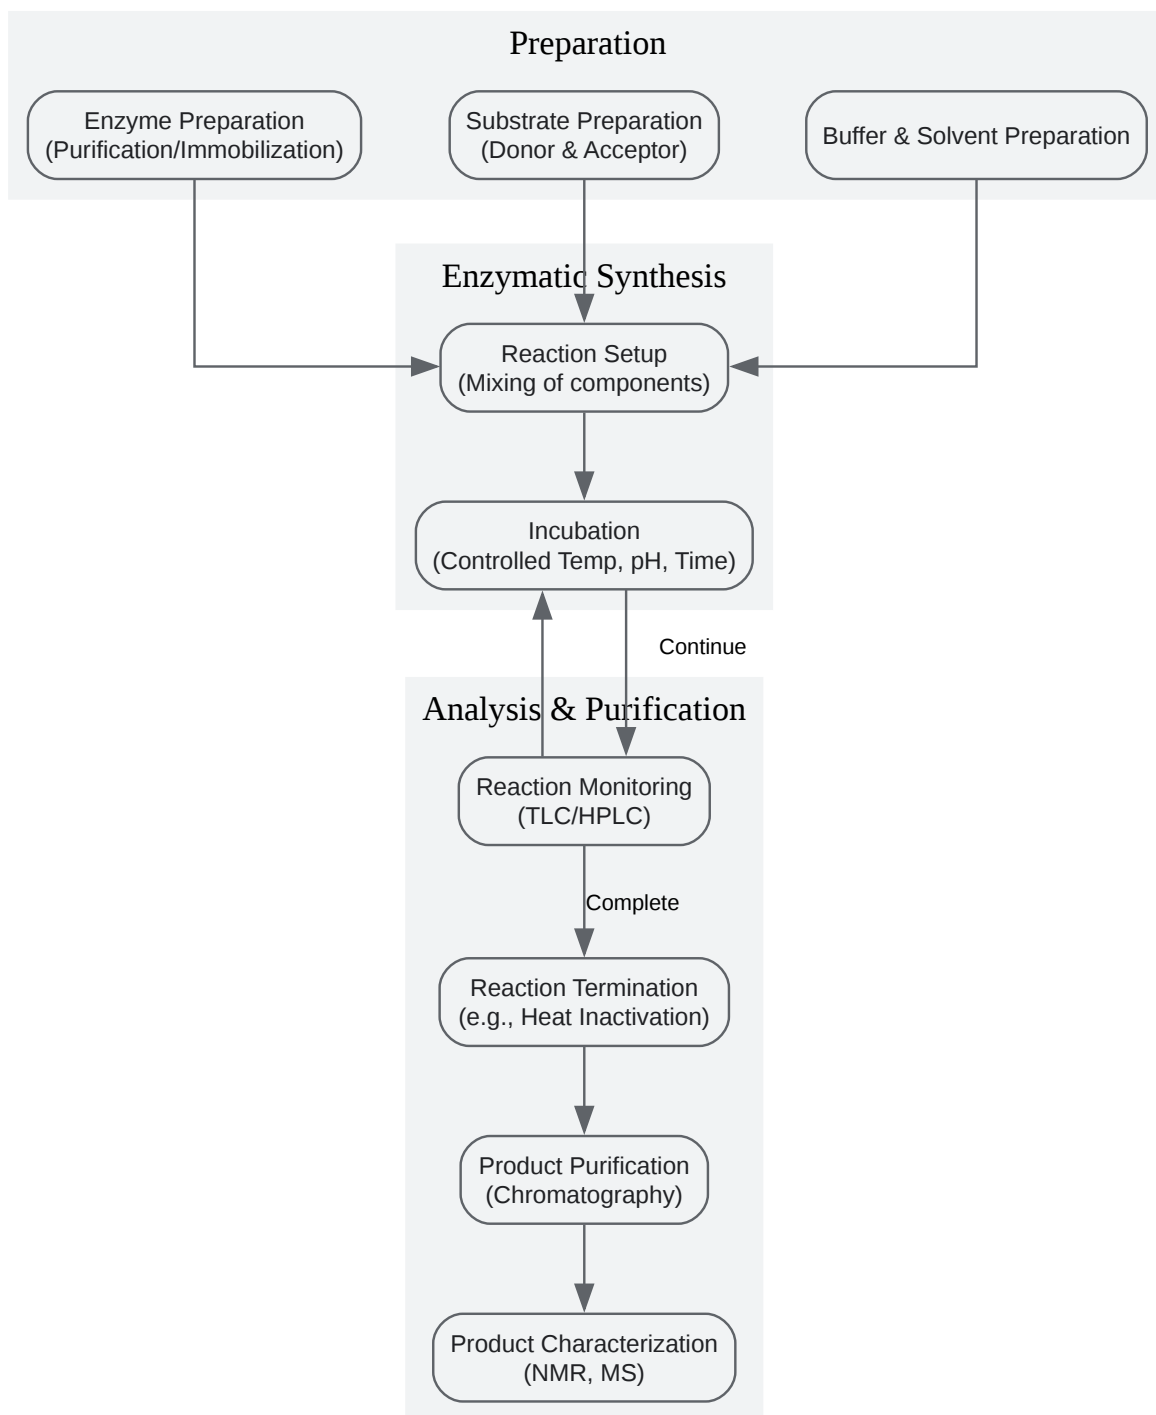 Preparation
Enzyme Preparation
(Purification/Immobilization)
Substrate Preparation
(Donor & Acceptor)
Buffer & Solvent Preparation
Enzymatic Synthesis
Reaction Setup
(Mixing of components)
Incubation
(Controlled Temp, pH, Time)
Continue
Analysis & Purification
Reaction Monitoring
(TLC/HPLC)
Complete
Reaction Termination
(e.g., Heat Inactivation)
Product Purification
(Chromatography)
Product Characterization
(NMR, MS)